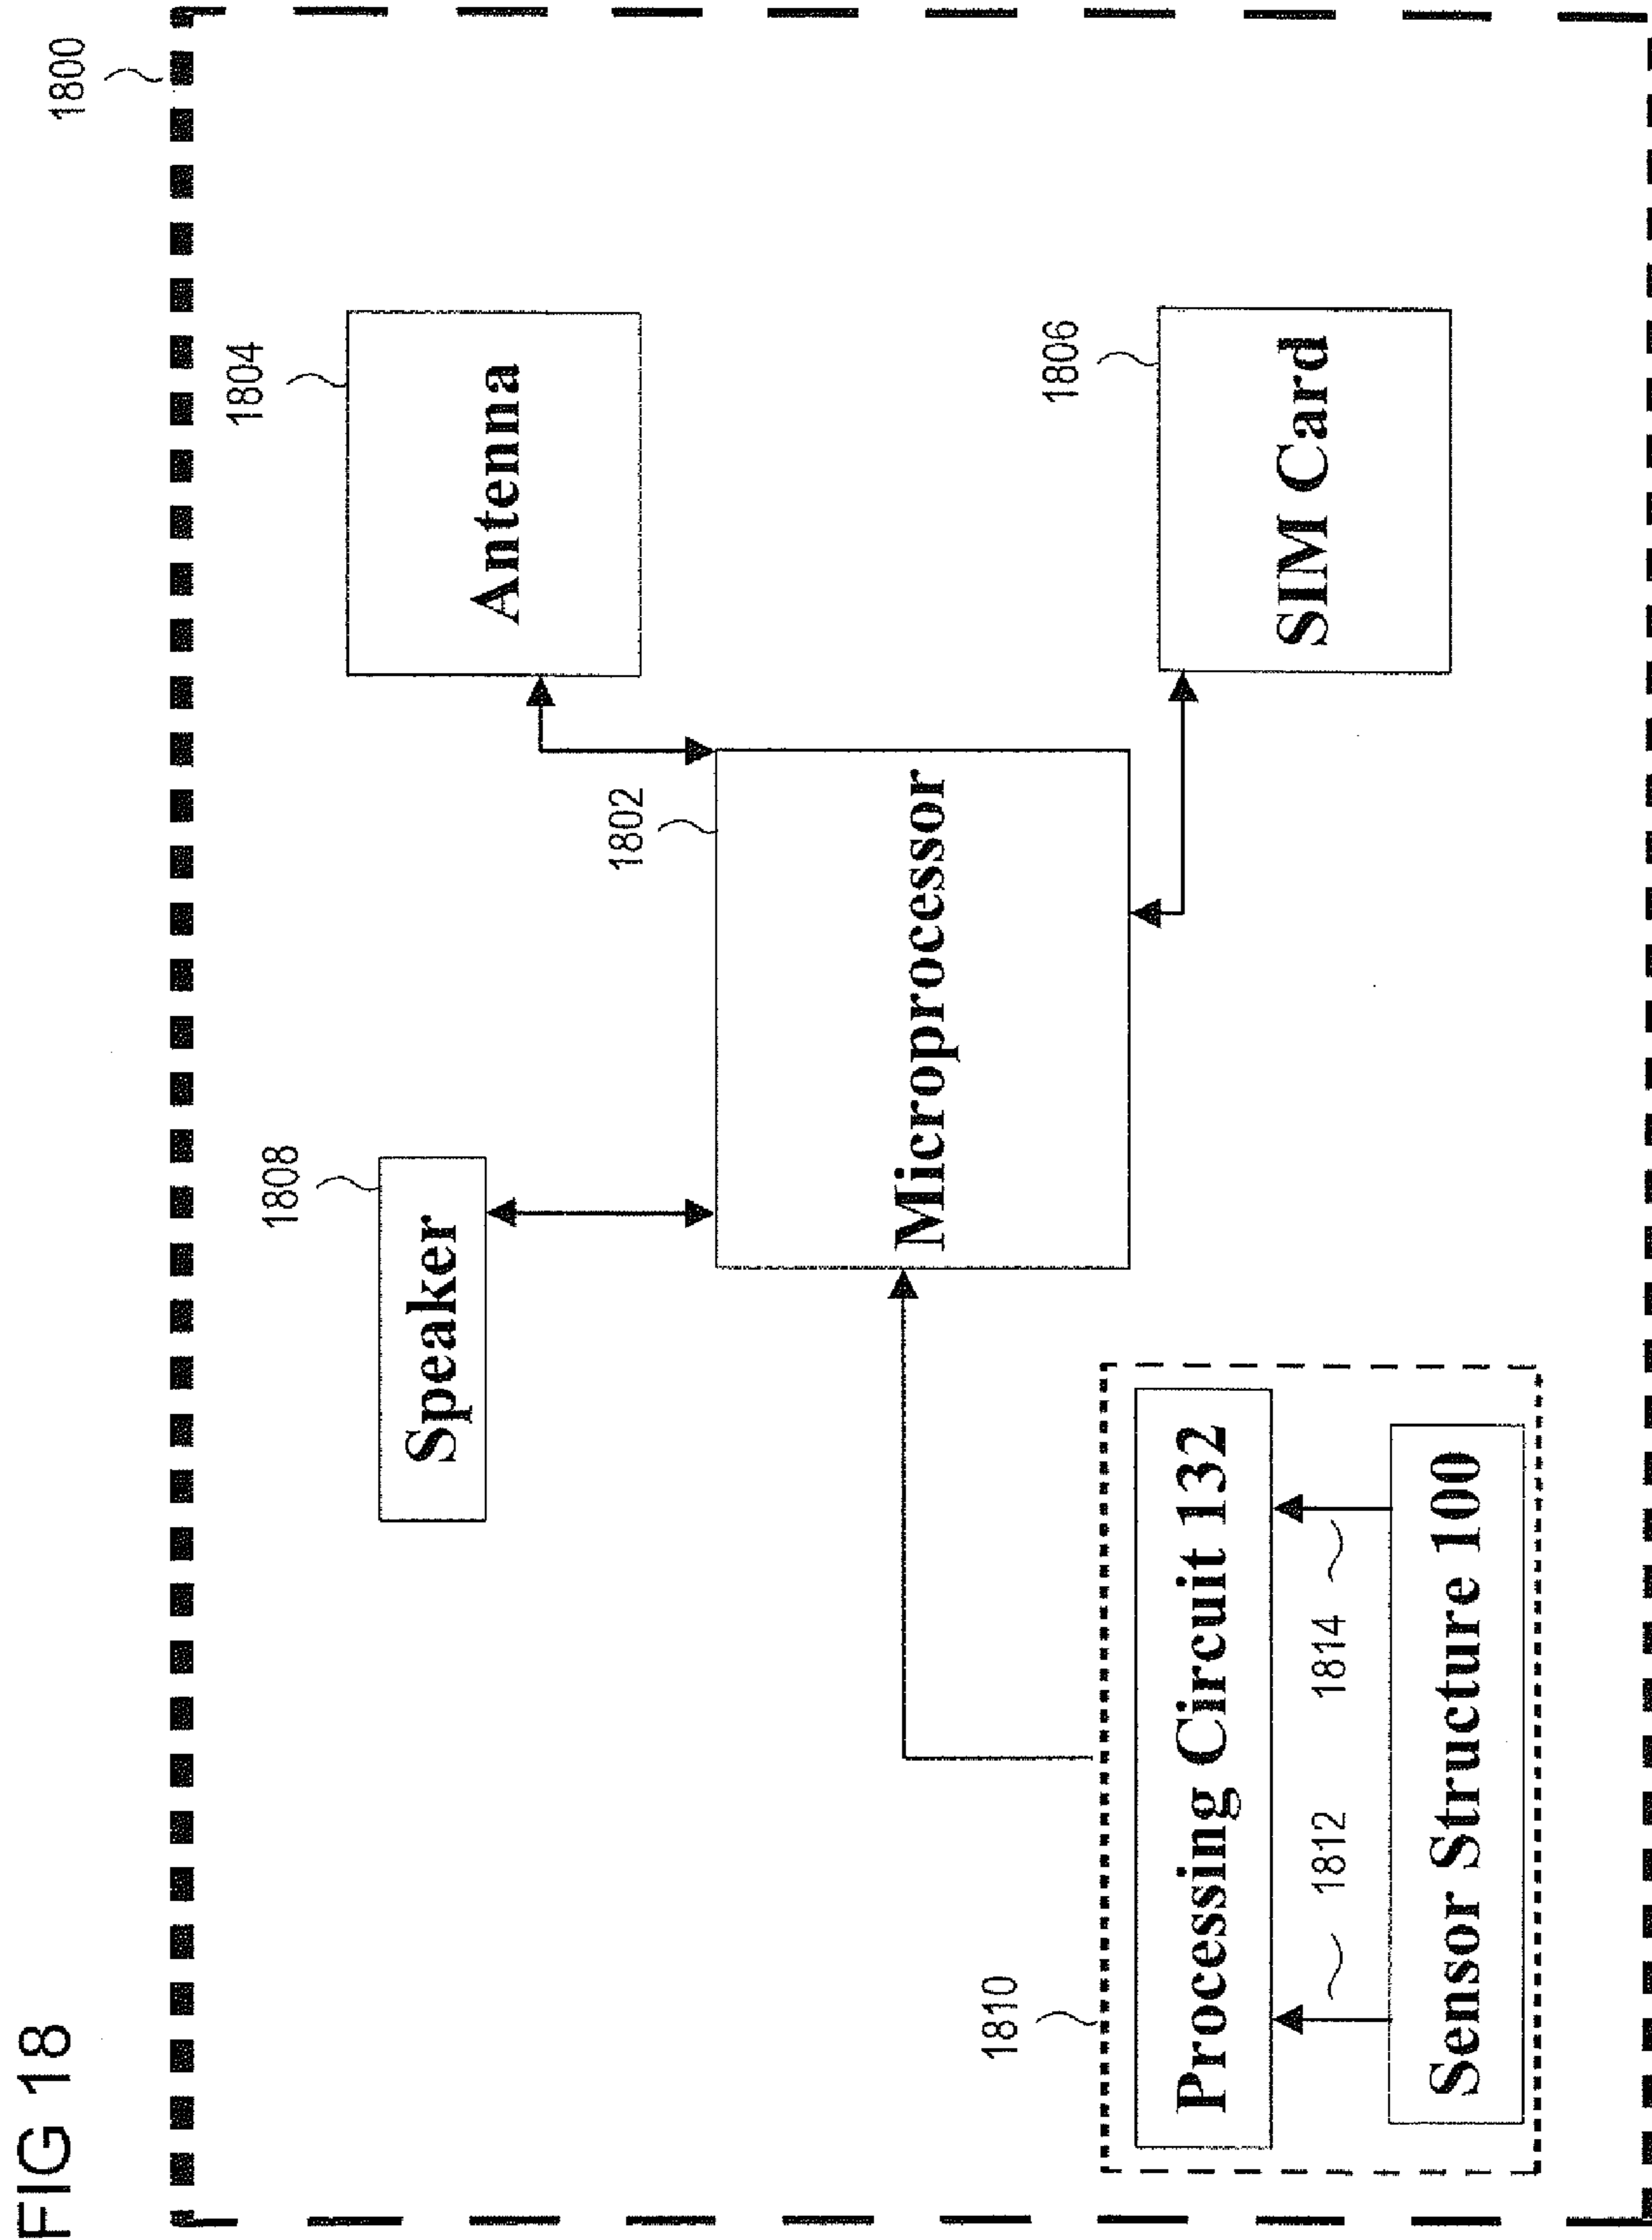 FIG 18
1800
1808
1804
Speaker
Antenna
1802
Microprocessor
1810
1806
Processing Circuit 132
SIM Card
1812
1814
Sensor Structure 100